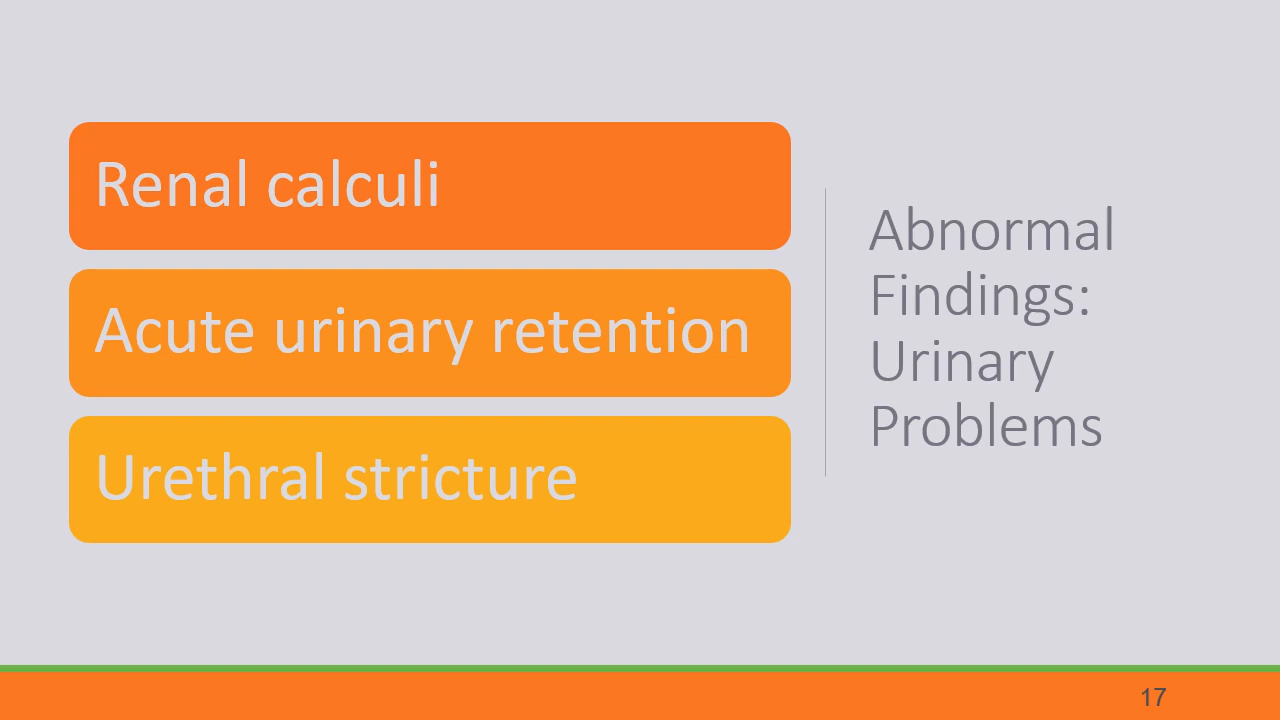 Renal calculi
Acute urinary retention
Urethral stricture
Abnormal
Findings:
Urinary
Problems
17